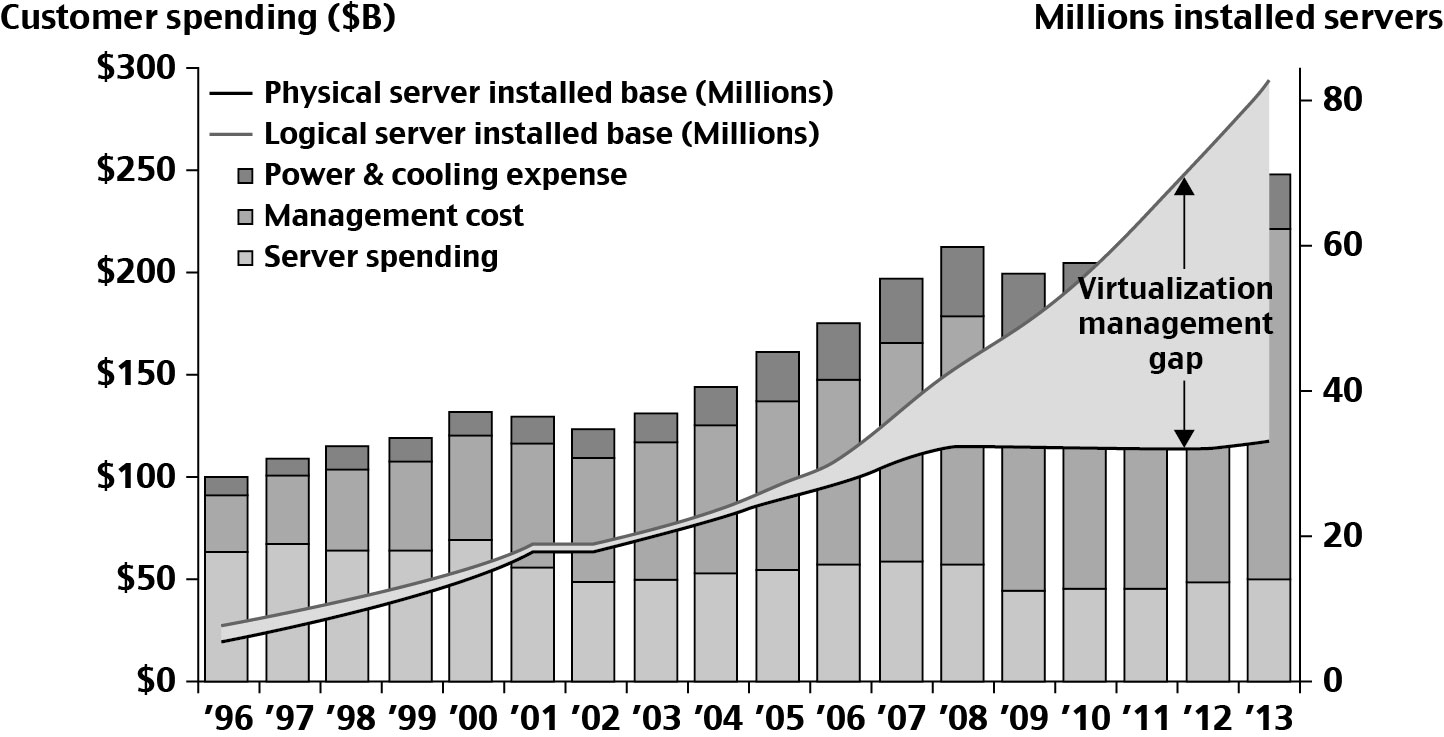 Customer spending ($B)
Millions installed servers
$300
$250
$200
$150
$100
$50
$0
Physical server installed base (Millions)
Logical server installed base (Millions)
Power & cooling expense
Management cost
Server spending
Virtualization
management
gap
80
60
40
20
0
’96 ’97 ’98 ’99 ’00 ’01 ’02 ’03 ’04 ’05 ’06 ’07 ’08 ’09 ’10 ’11 ’12 ’13